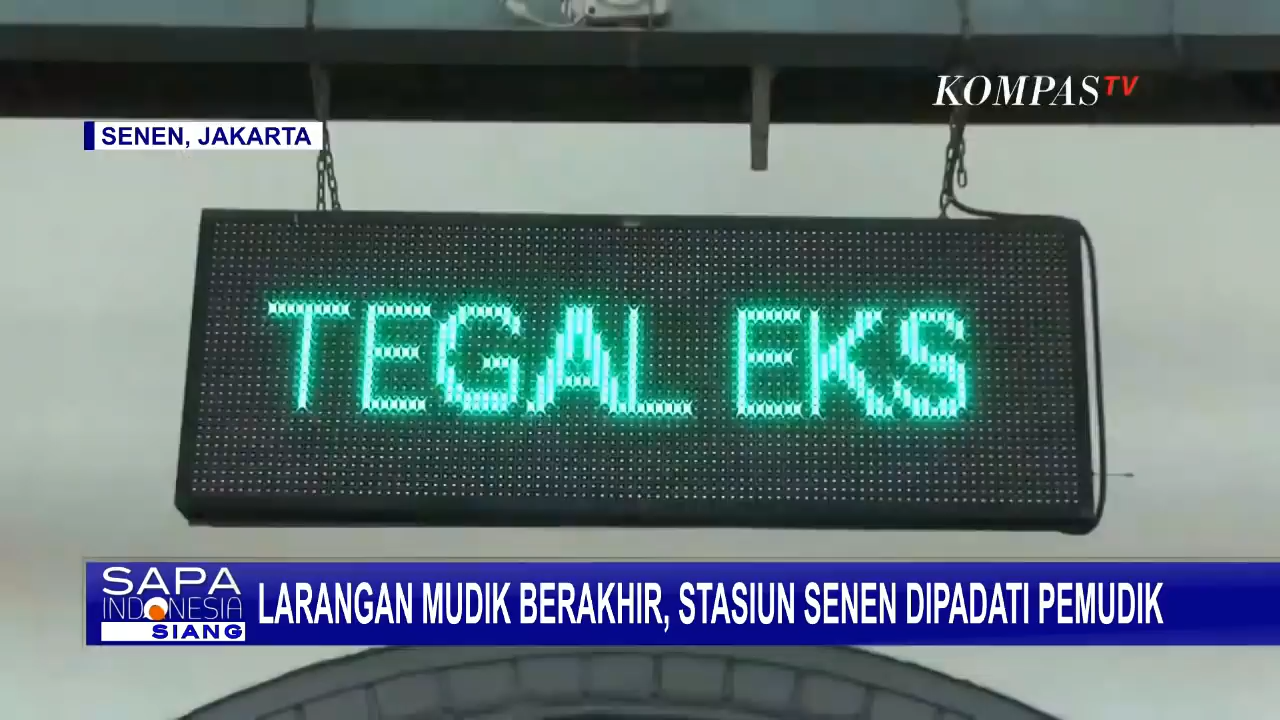 KOMPASTV
SENEN, JAKARTA
TEGAL EKS
SAPA
INDONESIA
SIANG
LARANGAN MUDIK BERAKHIR, STASIUN SENEN DIPADATI PEMUDIK